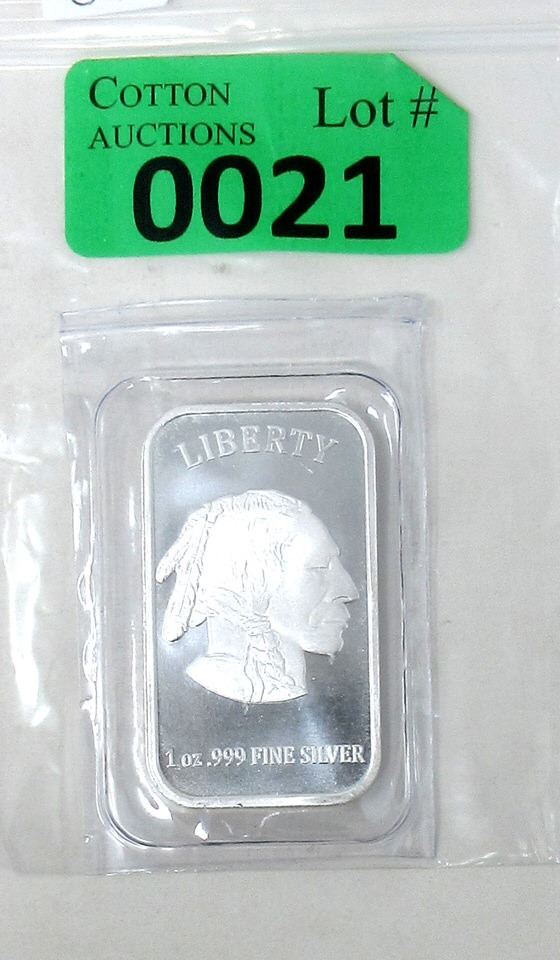 COTTON
AUCTIONS
Lot #
0021
LIBERTY
1 oz .999 FINE SILVER